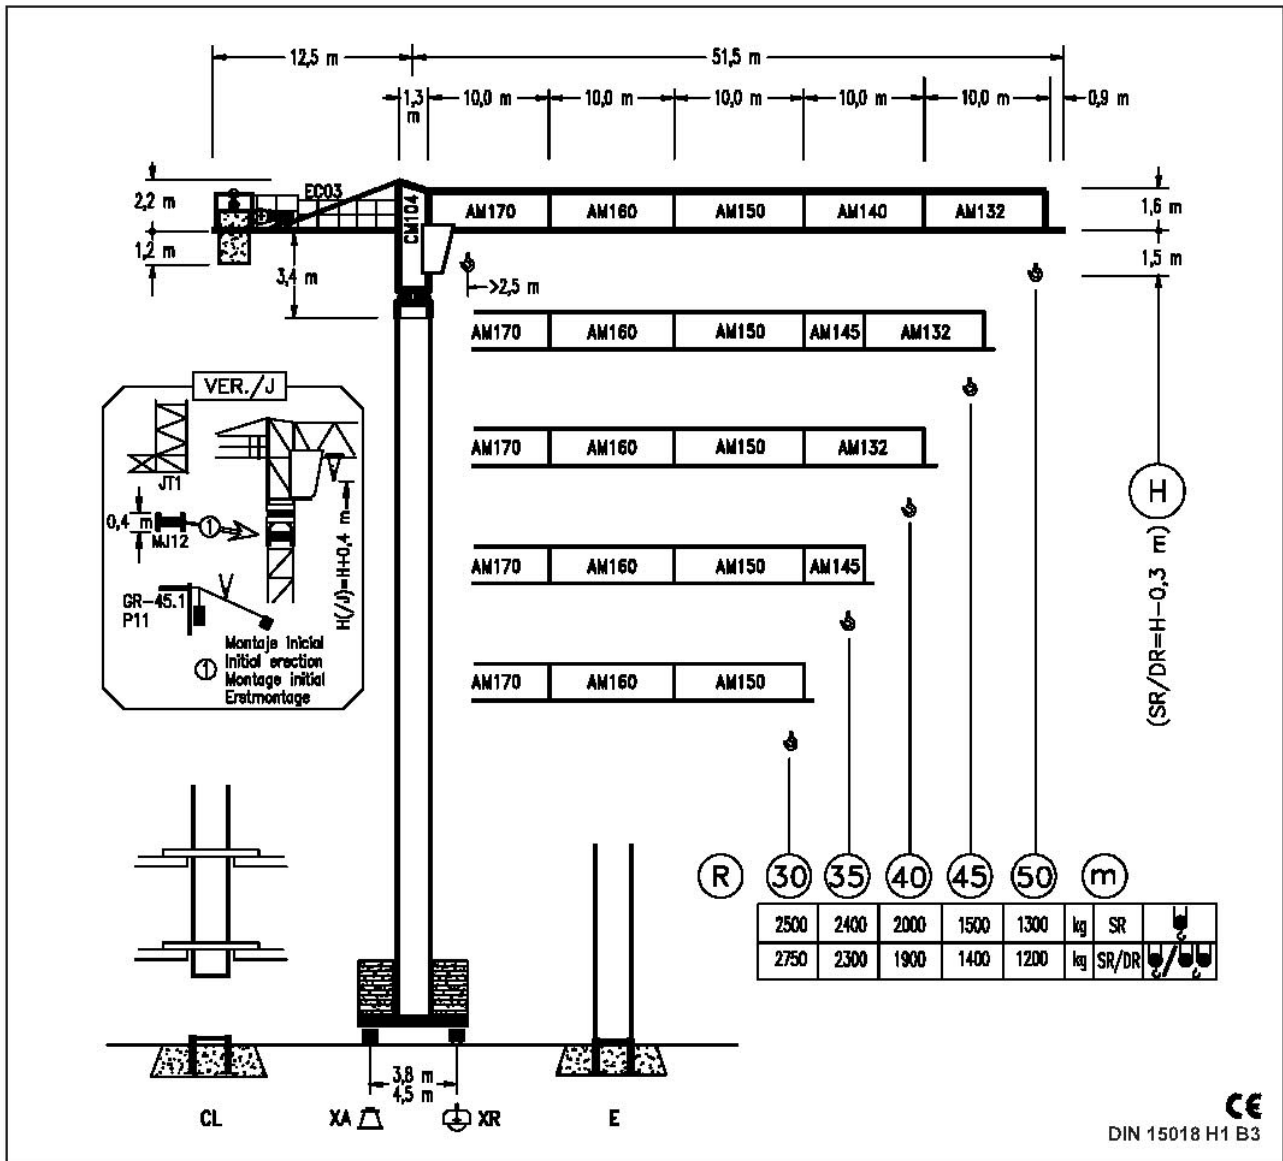 12,5 m
51,5 m
1,3 m
10,0 m
10,0 m
10,0 m
10,0 m
10,0 m
0,9 m
2,2 m
1,2 m
EC03
CM104
AM170
AM160
AM150
AM140
AM132
1,6 m
1,5 m
3,4 m
>2,5 m
AM170
AM160
AM150
AM145
AM132
VER./J
JT1
0,4 m
MJ12
1
H(/J)=H+0,4 m
GR-45.1
P11
1
Montaje Inicial
Initial erection
Montage initial
Erstmontage
AM170
AM160
AM150
AM132
H
(SR/DR=H-0,3 m)
AM170
AM160
AM150
AM145
AM170
AM160
AM150
R 30 35 40 45 50 m
2500 2400 2000 1500 1300 kg SR
2750 2300 1900 1400 1200 kg SR/DR
3,8 m
4,5 m
CL
XA
XR
E
CE
DIN 15018 H1 B3